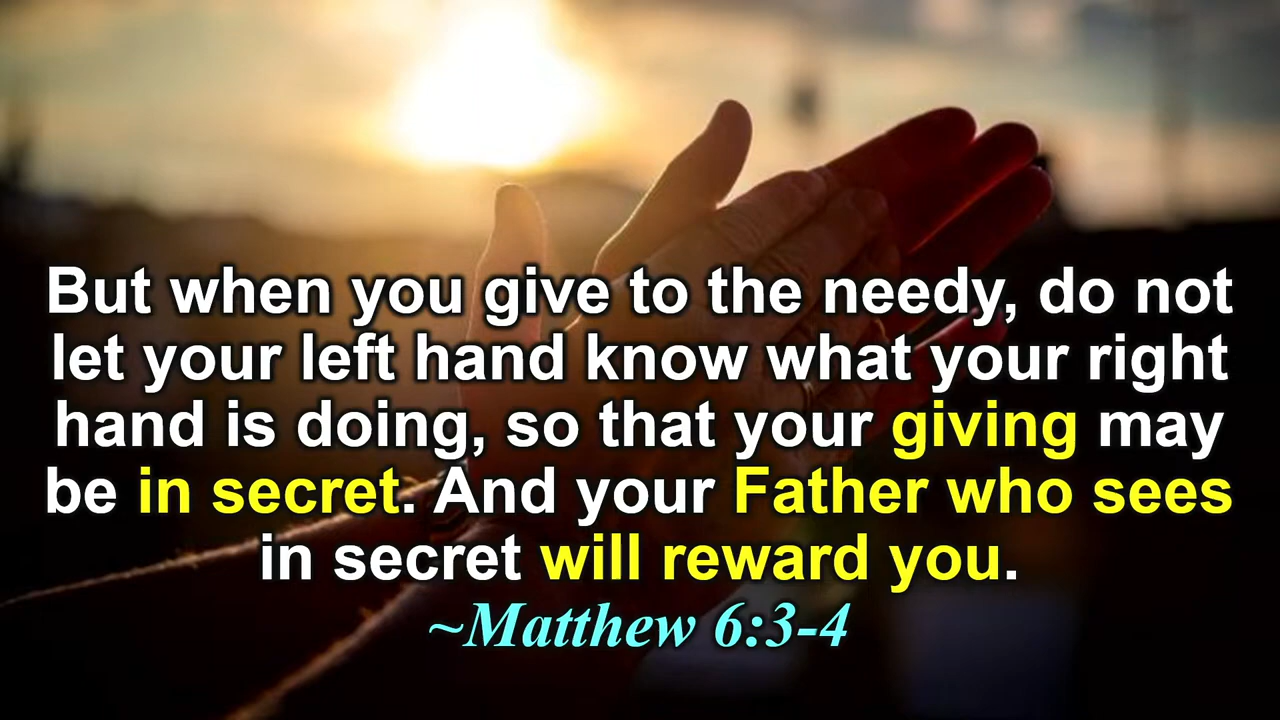 But when you give to the needy, do not
let your left hand know what your right
hand is doing, so that your giving may
be in secret. And your Father who sees
in secret will reward you.
~Matthew 6:3-4